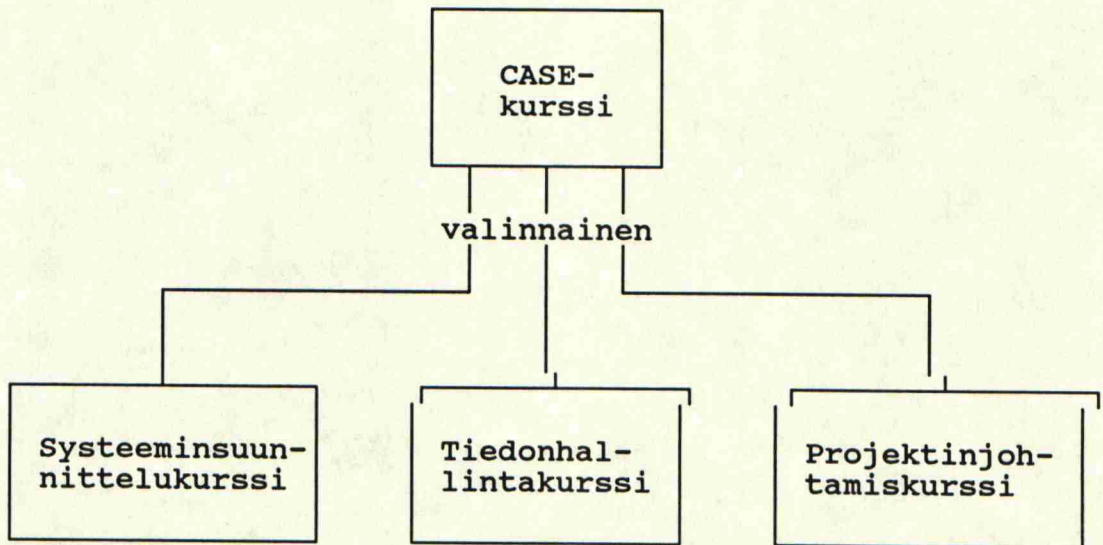 CASE-
kurssi
valinnainen
Systeeminsuun-
nittelukurssi
Tiedonhal-
lintakurssi
Projektinjoh-
tamiskurssi